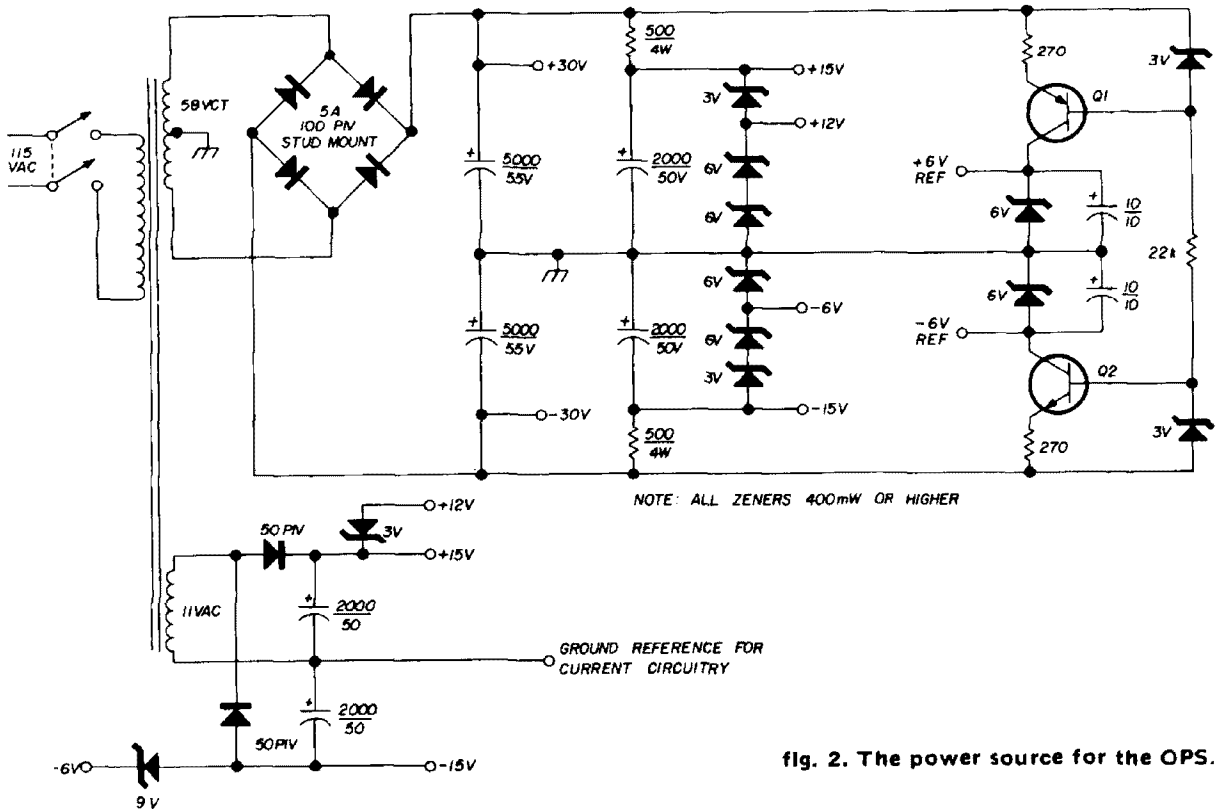 115
VAC
58VCT
5A
100 PIV
STUD MOUNT
+30V
5000
55V
5000
55V
-30V
500
4W
+15V
3V
+12V
2000
50V
6V
6V
6V
-6V
2000
50V
6V
3V
-15V
500
4W
270
3V
Q1
+6V
REF
6V
10
10
22k
6V
10
10
-6V
REF
Q2
270
3V
NOTE: ALL ZENERS 400mW OR HIGHER
+12V
50 PIV
3V
+15V
11VAC
2000
50
GROUND REFERENCE FOR
CURRENT CIRCUITRY
2000
50
50PIV
-6V
-15V
9V
fig. 2. The power source for the OPS.